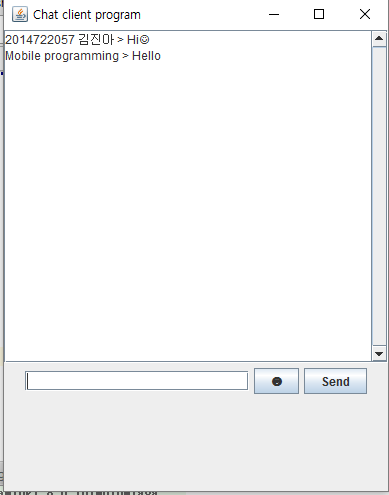 Chat client program
2014722057 김진아 > Hi☺
Mobile programming > Hello
☻
Send